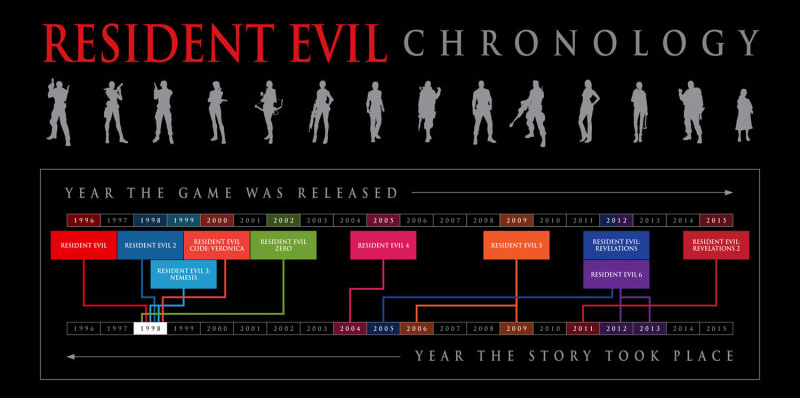 RESIDENT EVIL CHRONOLOGY
YEAR THE GAME WAS RELEASED
1996 1997 1998 1999 2000 2001 2002 2003 2004 2005 2006 2007 2008 2009 2010 2011 2012 2013 2014 2015
RESIDENT EVIL
RESIDENT EVIL 2
RESIDENT EVIL
CODE: VERONICA
RESIDENT EVIL
ZERO
RESIDENT EVIL 4
RESIDENT EVIL 5
RESIDENT EVIL:
REVELATIONS
RESIDENT EVIL:
REVELATIONS 2
RESIDENT EVIL 3:
NEMESIS
RESIDENT EVIL 6
1996 1997 1998 1999 2000 2001 2002 2003 2004 2005 2006 2007 2008 2009 2010 2011 2012 2013 2014 2015
YEAR THE STORY TOOK PLACE